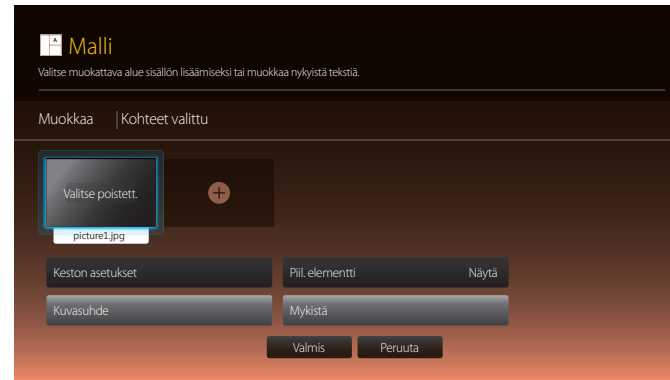 A
Malli
Valitse muokattava alue sisällön lisäämiseksi tai muokkaa nykyistä tekstiä.
Muokkaa | Kohteet valittu
Valitse poistett.
picture1.jpg
Keston asetukset
Piil. elementti Näytä
Kuvasuhde
Mykistä
Valmis
Peruuta